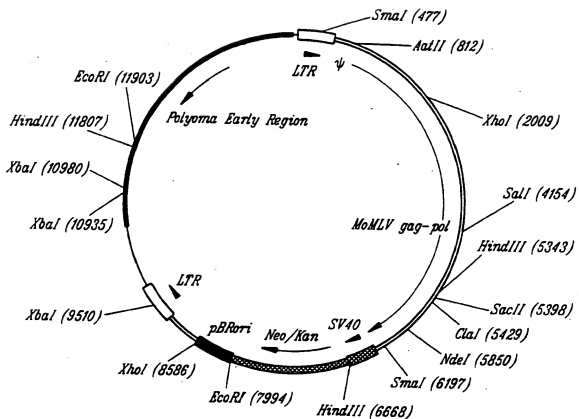 SmaI (477)
AatII (812)
LTR
ψ
EcoRI (11903)
XhoI (2009)
HindIII (11807)
Polyoma Early Region
XbaI (10980)
SalI (4154)
XbaI (10935)
MoMLV gag-pol
HindIII (5343)
LTR
SacII (5398)
XbaI (9510)
pBRori
Neo/Kan
SV40
ClaI (5429)
NdeI (5850)
XhoI (8586)
SmaI (6197)
EcoRI (7994)
HindIII (6668)